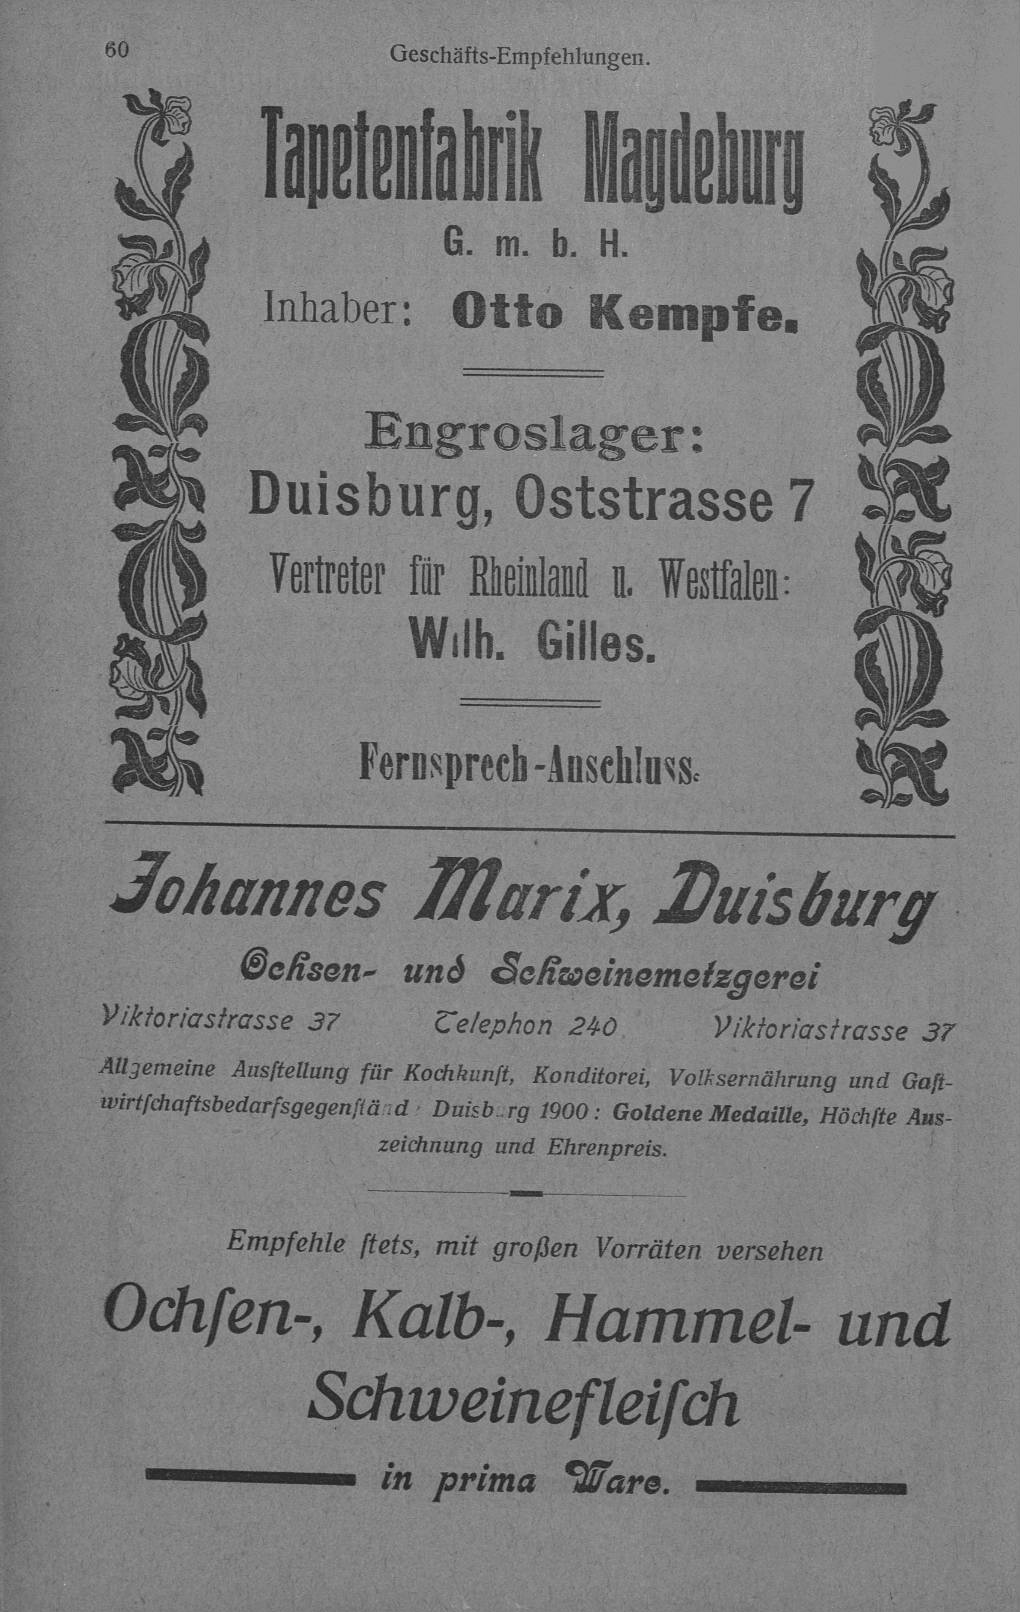 60
Geschäfts-Empfehlungen.
Tapetenfabrik Magdeburg
G. m. b. H.
Inhaber: Otto Kempfe.
Engroslager:
Duisburg, Oststrasse 7
Vertreter für Rheinland u. Westfalen:
Wilh. Gilles.
Fernsprech-Anschluss.
Johannes Marix, Duisburg
Ochsen- und Schweinemetzgerei
Viktoriastrasse 37 Telephon 240. Viktoriastrasse 37
Allgemeine Ausſtellung für Kochkunſt, Konditorei, Volksernährung und Gaſt-
wirtſchaftsbedarfsgegenſtände Duisburg 1900: Goldene Medaille, Höchſte Aus-
zeichnung und Ehrenpreis.
Empfehle ſtets, mit großen Vorräten versehen
Ochſen-, Kalb-, Hammel- und
Schweinefleiſch
in prima Ware.